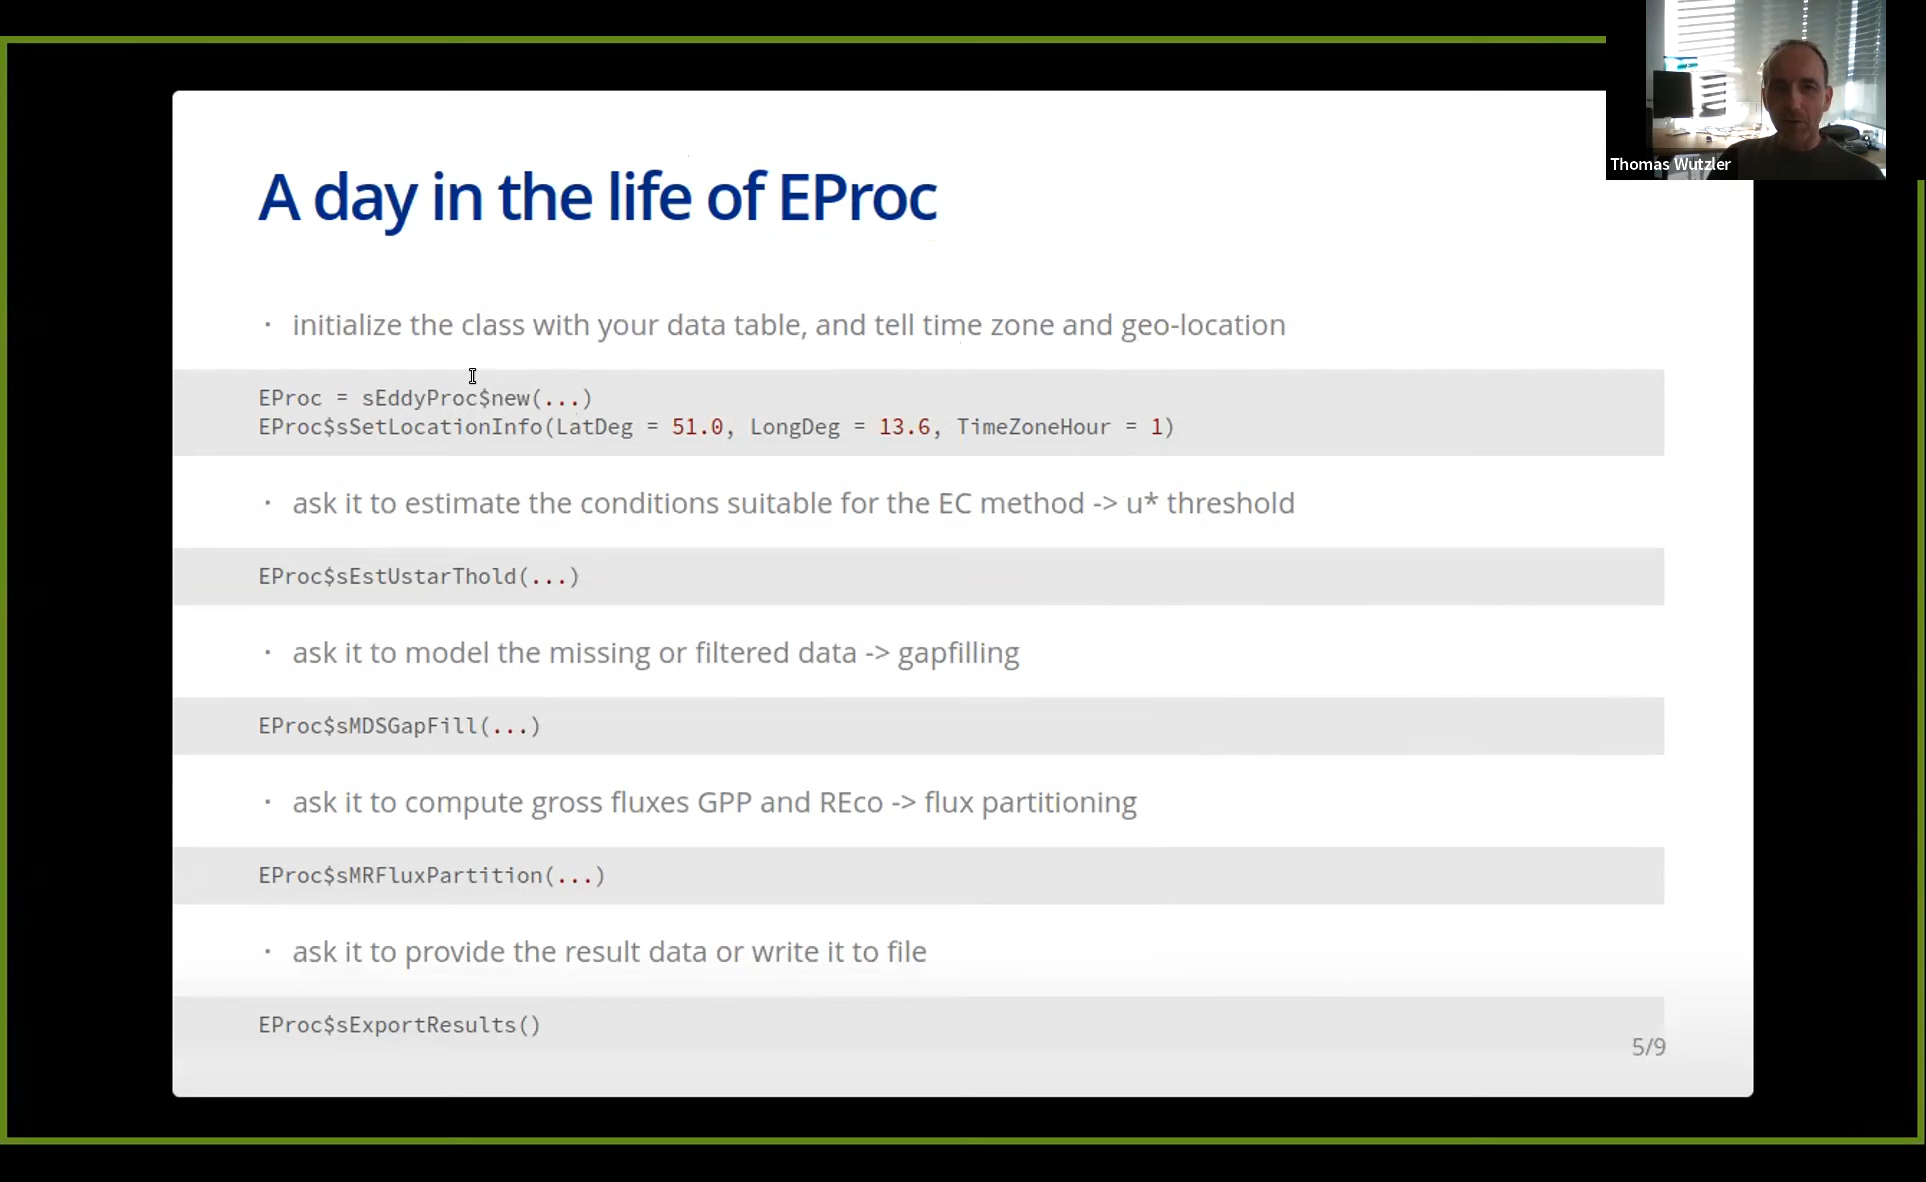 Thomas Wutzler
A day in the life of EProc
· initialize the class with your data table, and tell time zone and geo-location
EProc = sEddyProc$new(...)
EProc$sSetLocationInfo(LatDeg = 51.0, LongDeg = 13.6, TimeZoneHour = 1)
· ask it to estimate the conditions suitable for the EC method -> u* threshold
EProc$sEstUstarThold(...)
· ask it to model the missing or filtered data -> gapfilling
EProc$sMDSGapFill(...)
· ask it to compute gross fluxes GPP and REco -> flux partitioning
EProc$sMRFluxPartition(...)
· ask it to provide the result data or write it to file
EProc$sExportResults()
5/9